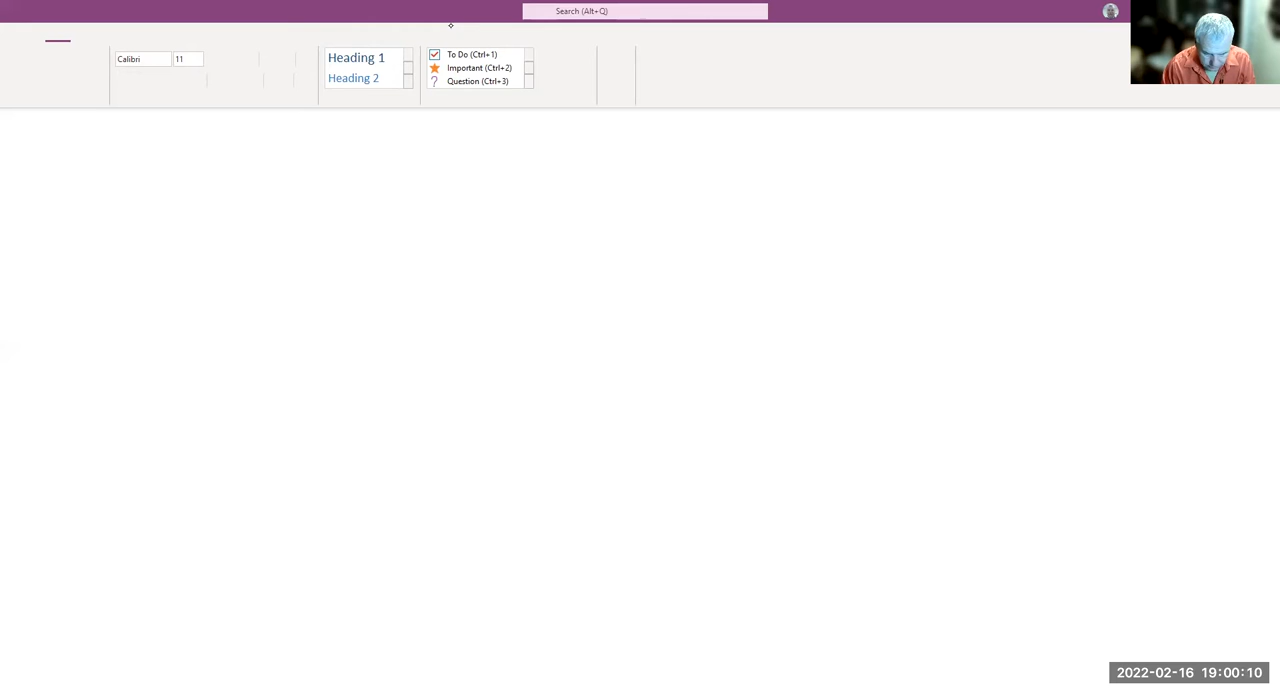 Search (Alt+Q)
Calibri
11
Heading 1
Heading 2
To Do (Ctrl+1)
Important (Ctrl+2)
Question (Ctrl+3)
2022-02-16 19:00:10